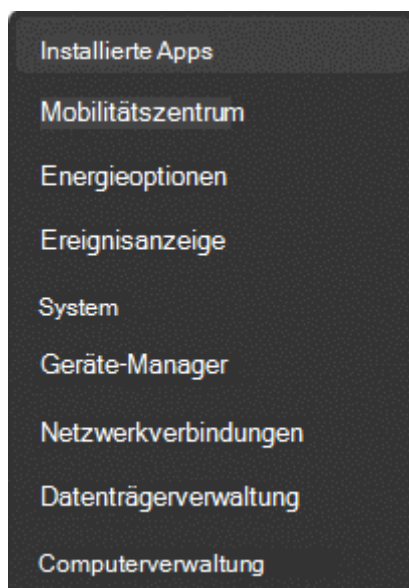 Installierte Apps
Mobilitätszentrum
Energieoptionen
Ereignisanzeige
System
Geräte-Manager
Netzwerkverbindungen
Datenträgerverwaltung
Computerverwaltung